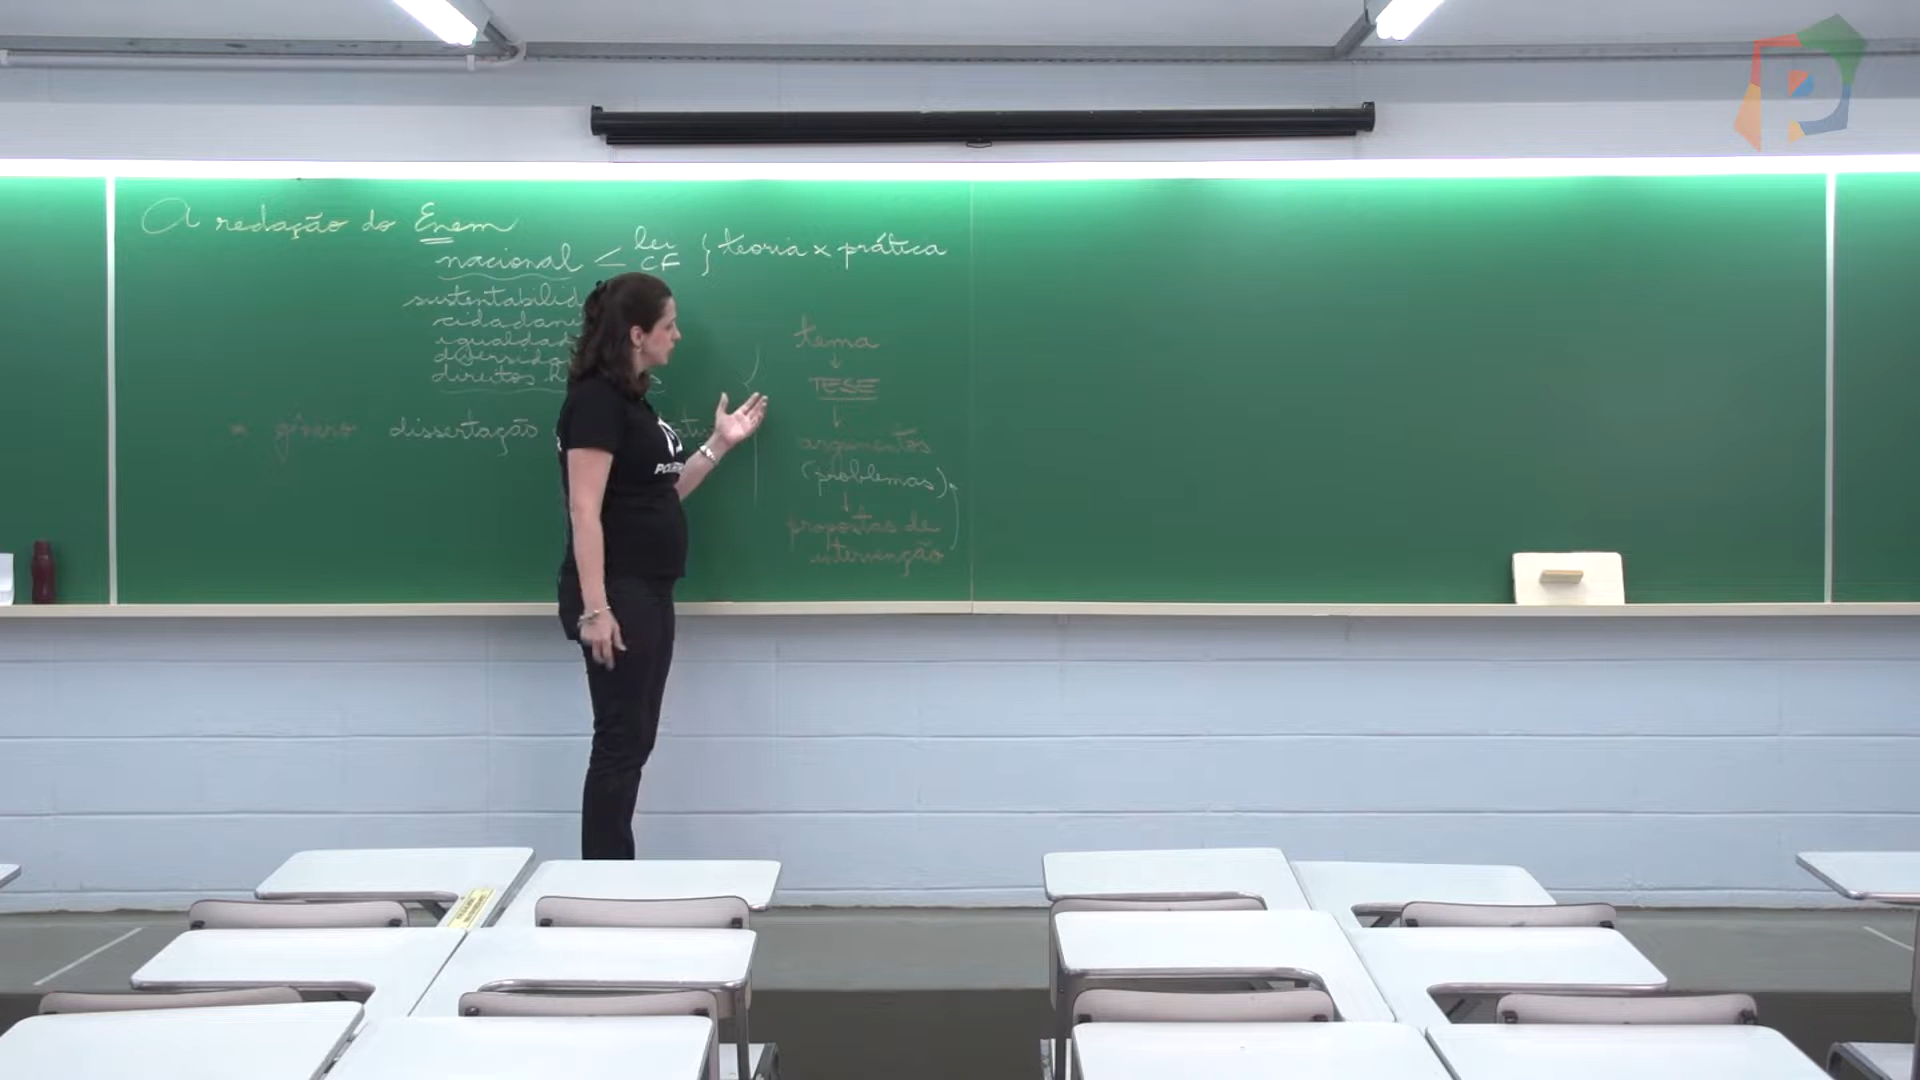 A redação do Enem
nacional < lei
CF } teoria x prática
sustentabilid
cidadani
igualdad
diversida
direitos h s
* gênero dissertação
tema
↓
TESE
↓
argumentos
(problemas)
↓
propostas de
intervenção